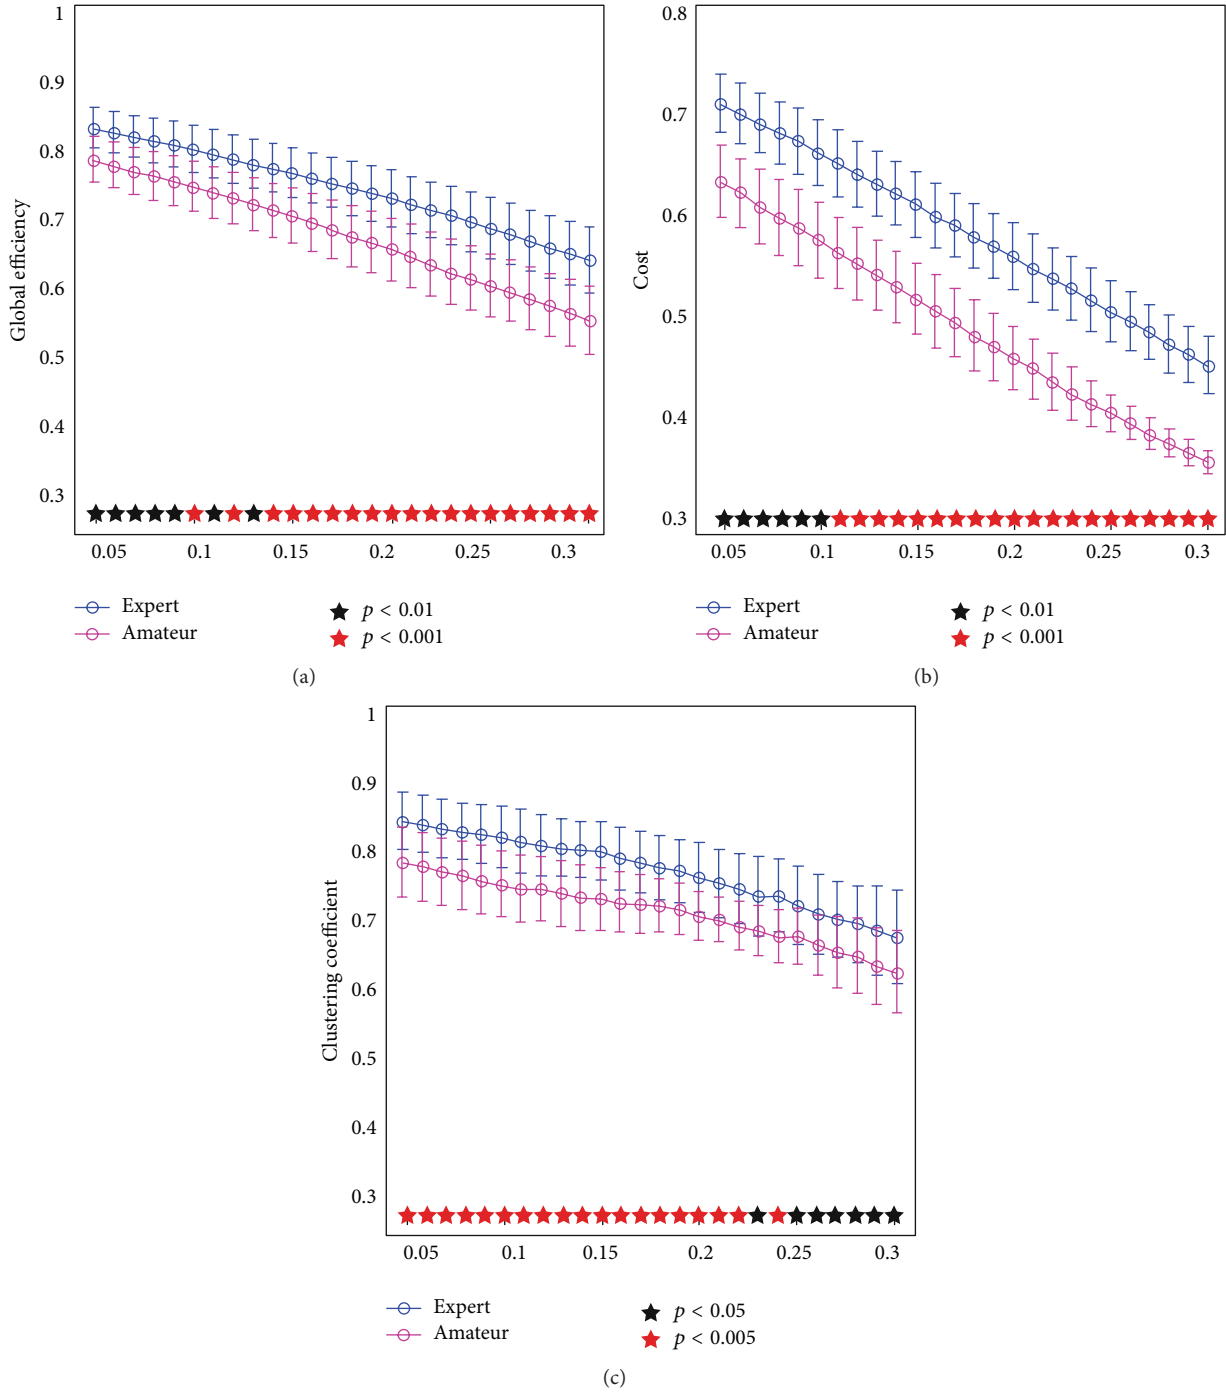 1
0.9
0.8
0.7
0.6
0.5
0.4
0.3
Global efficiency
0.05 0.1 0.15 0.2 0.25 0.3
Expert
Amateur
p < 0.01
p < 0.001
(a)
0.8
0.7
0.6
0.5
0.4
0.3
Cost
0.05 0.1 0.15 0.2 0.25 0.3
Expert
Amateur
p < 0.01
p < 0.001
(b)
1
0.9
0.8
0.7
0.6
0.5
0.4
0.3
Clustering coefficient
0.05 0.1 0.15 0.2 0.25 0.3
Expert
Amateur
p < 0.05
p < 0.005
(c)